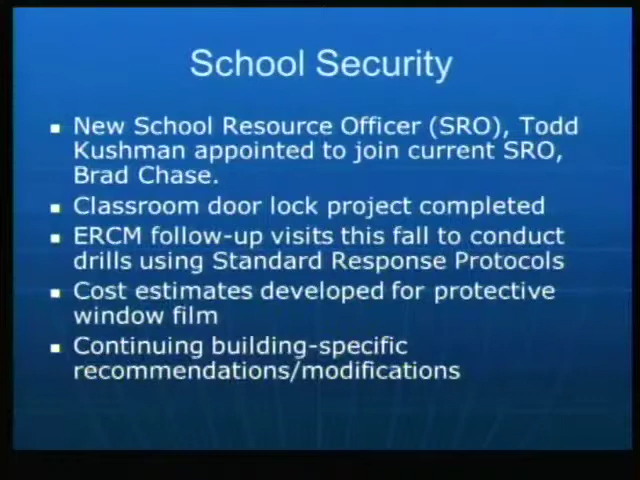 School Security
New School Resource Officer (SRO), Todd
Kushman appointed to join current SRO,
Brad Chase.
Classroom door lock project completed
ERCM follow-up visits this fall to conduct
drills using Standard Response Protocols
Cost estimates developed for protective
window film
Continuing building-specific
recommendations/modifications